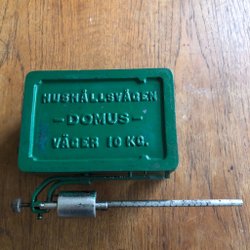 HUSHÅLLSVÅGEN
-DOMUS-
VÄGER 10 KG.